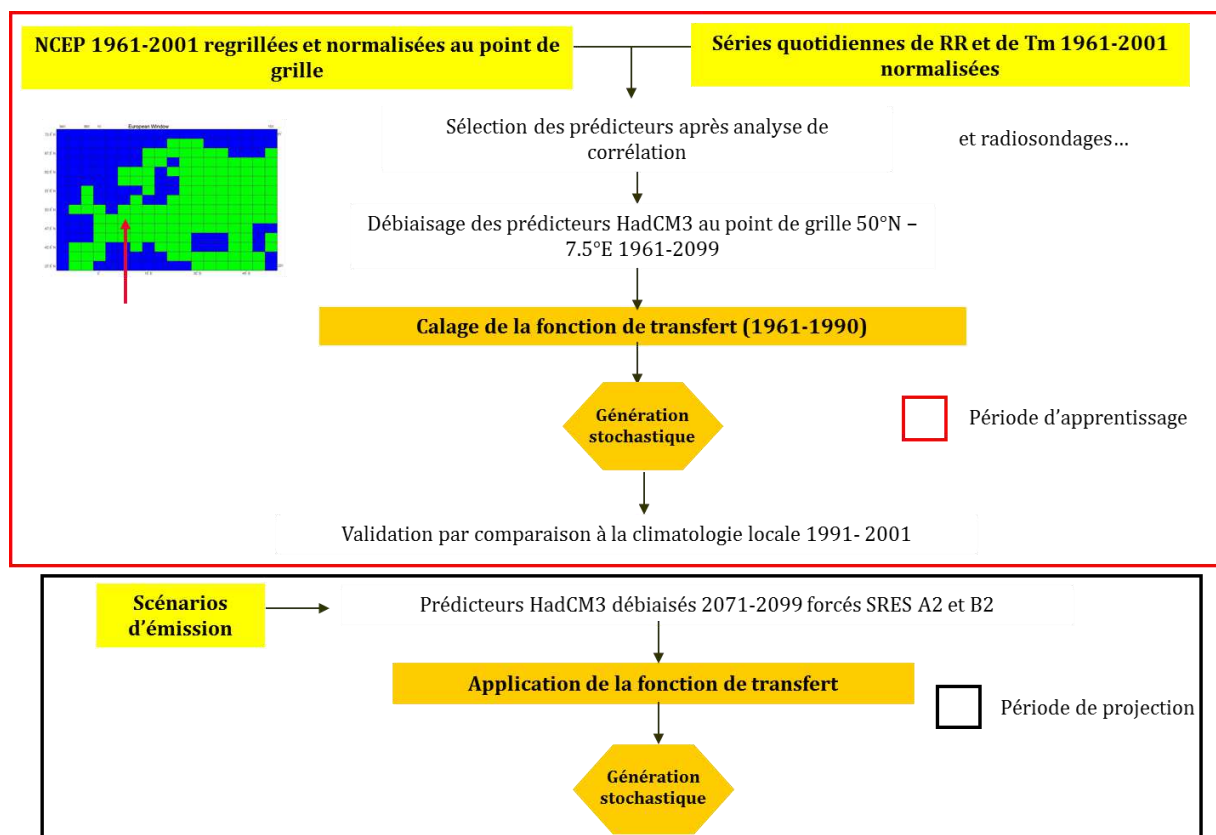 NCEP 1961-2001 regrillées et normalisées au point de
grille
Séries quotidiennes de RR et de Tm 1961-2001
normalisées
European Window
Sélection des prédicteurs après analyse de
corrélation
et radiosondages…
Débiaisage des prédicteurs HadCM3 au point de grille 50°N –
7.5°E 1961-2099
Calage de la fonction de transfert (1961-1990)
Génération
stochastique
Période d’apprentissage
Validation par comparaison à la climatologie locale 1991- 2001
Scénarios
d’émission
Prédicteurs HadCM3 débiaisés 2071-2099 forcés SRES A2 et B2
Application de la fonction de transfert
Période de projection
Génération
stochastique